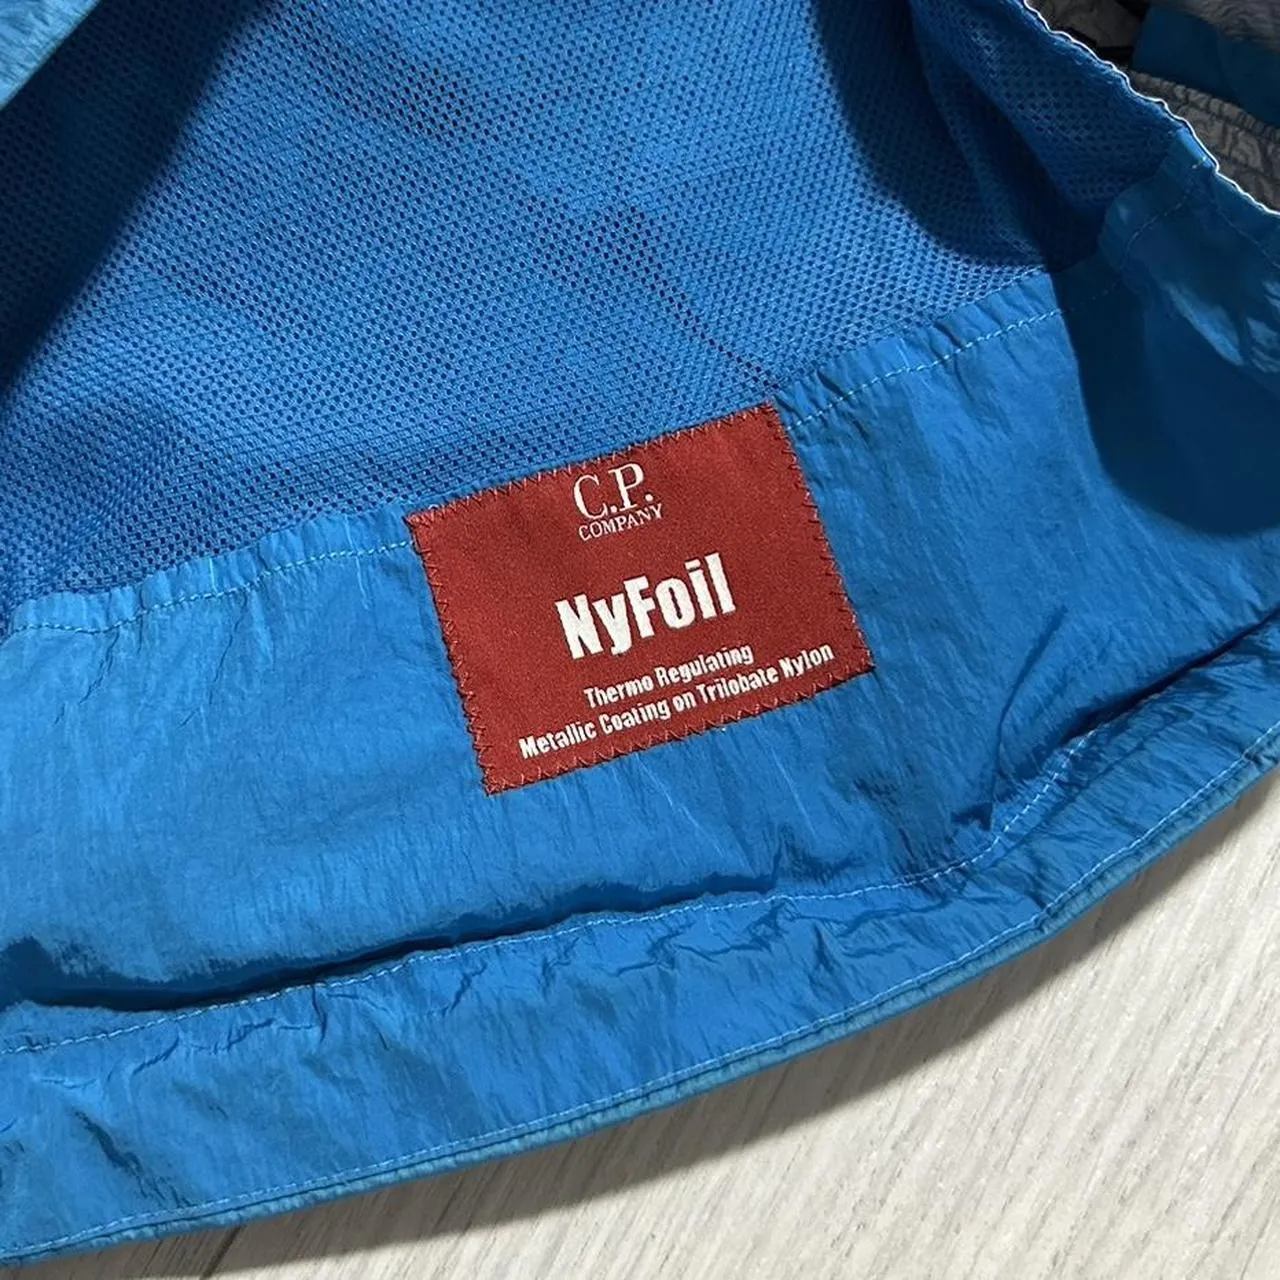 C.P.
COMPANY
NyFoil
Thermo Regulating
Metallic Coating on Trilobate Nylon